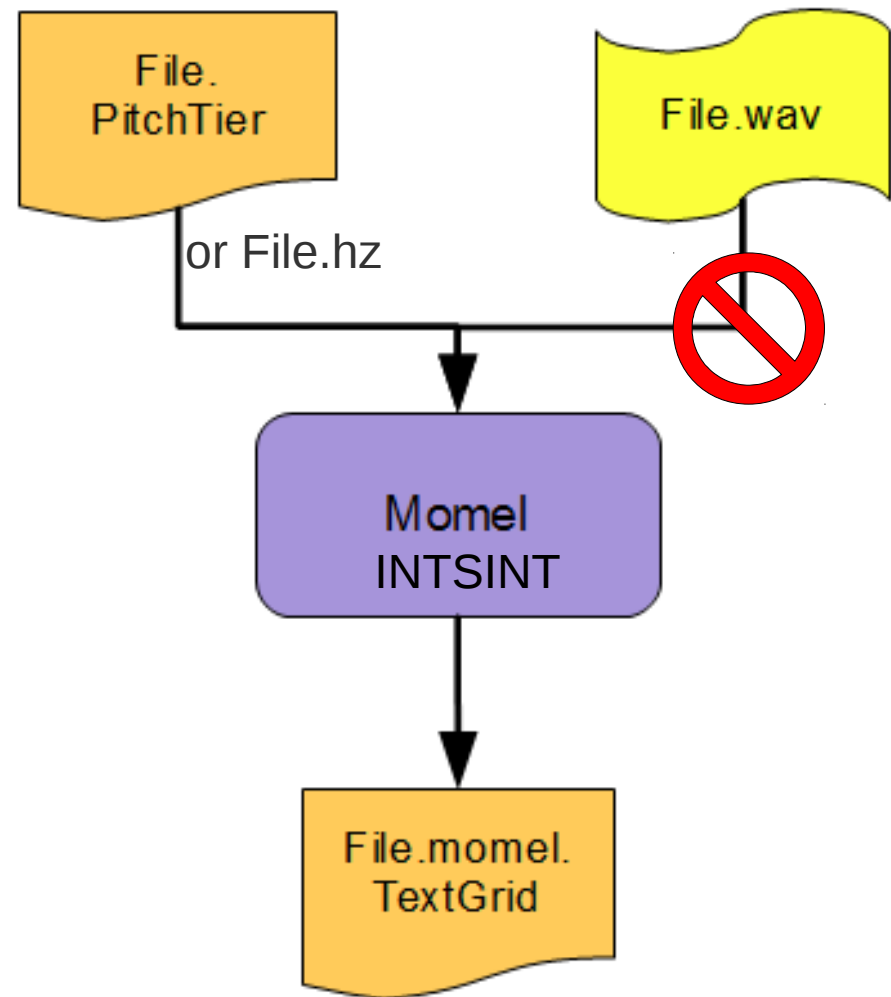 File.
PitchTier
File.wav
or File.hz
Momel
INTSINT
File.momel.
TextGrid